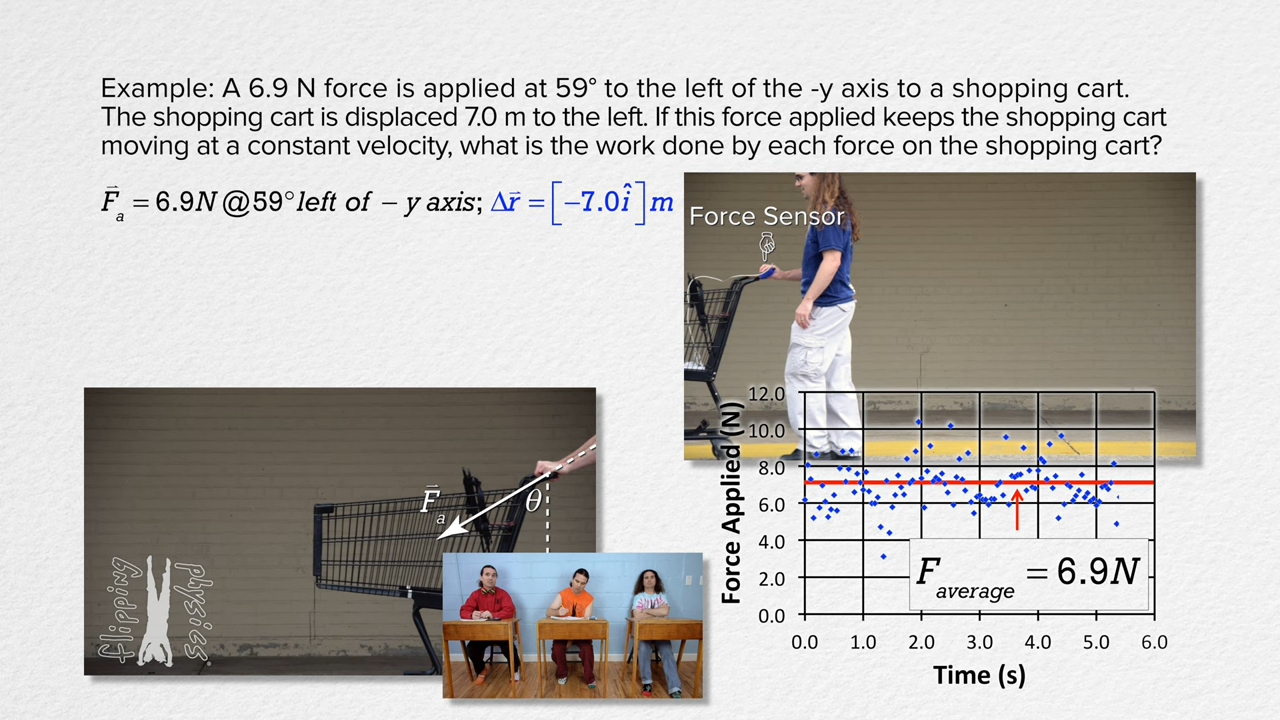 Example: A 6.9 N force is applied at 59° to the left of the -y axis to a shopping cart.
The shopping cart is displaced 7.0 m to the left. If this force applied keeps the shopping cart
moving at a constant velocity, what is the work done by each force on the shopping cart?
F⃗a = 6.9N @ 59° left of − y axis; Δr⃗ = [−7.0î] m
Force Sensor
F⃗a
θ
flipping
physics
Force Applied (N)
12.0
10.0
8.0
6.0
4.0
2.0
0.0
Faverage = 6.9N
0.0 1.0 2.0 3.0 4.0 5.0 6.0
Time (s)